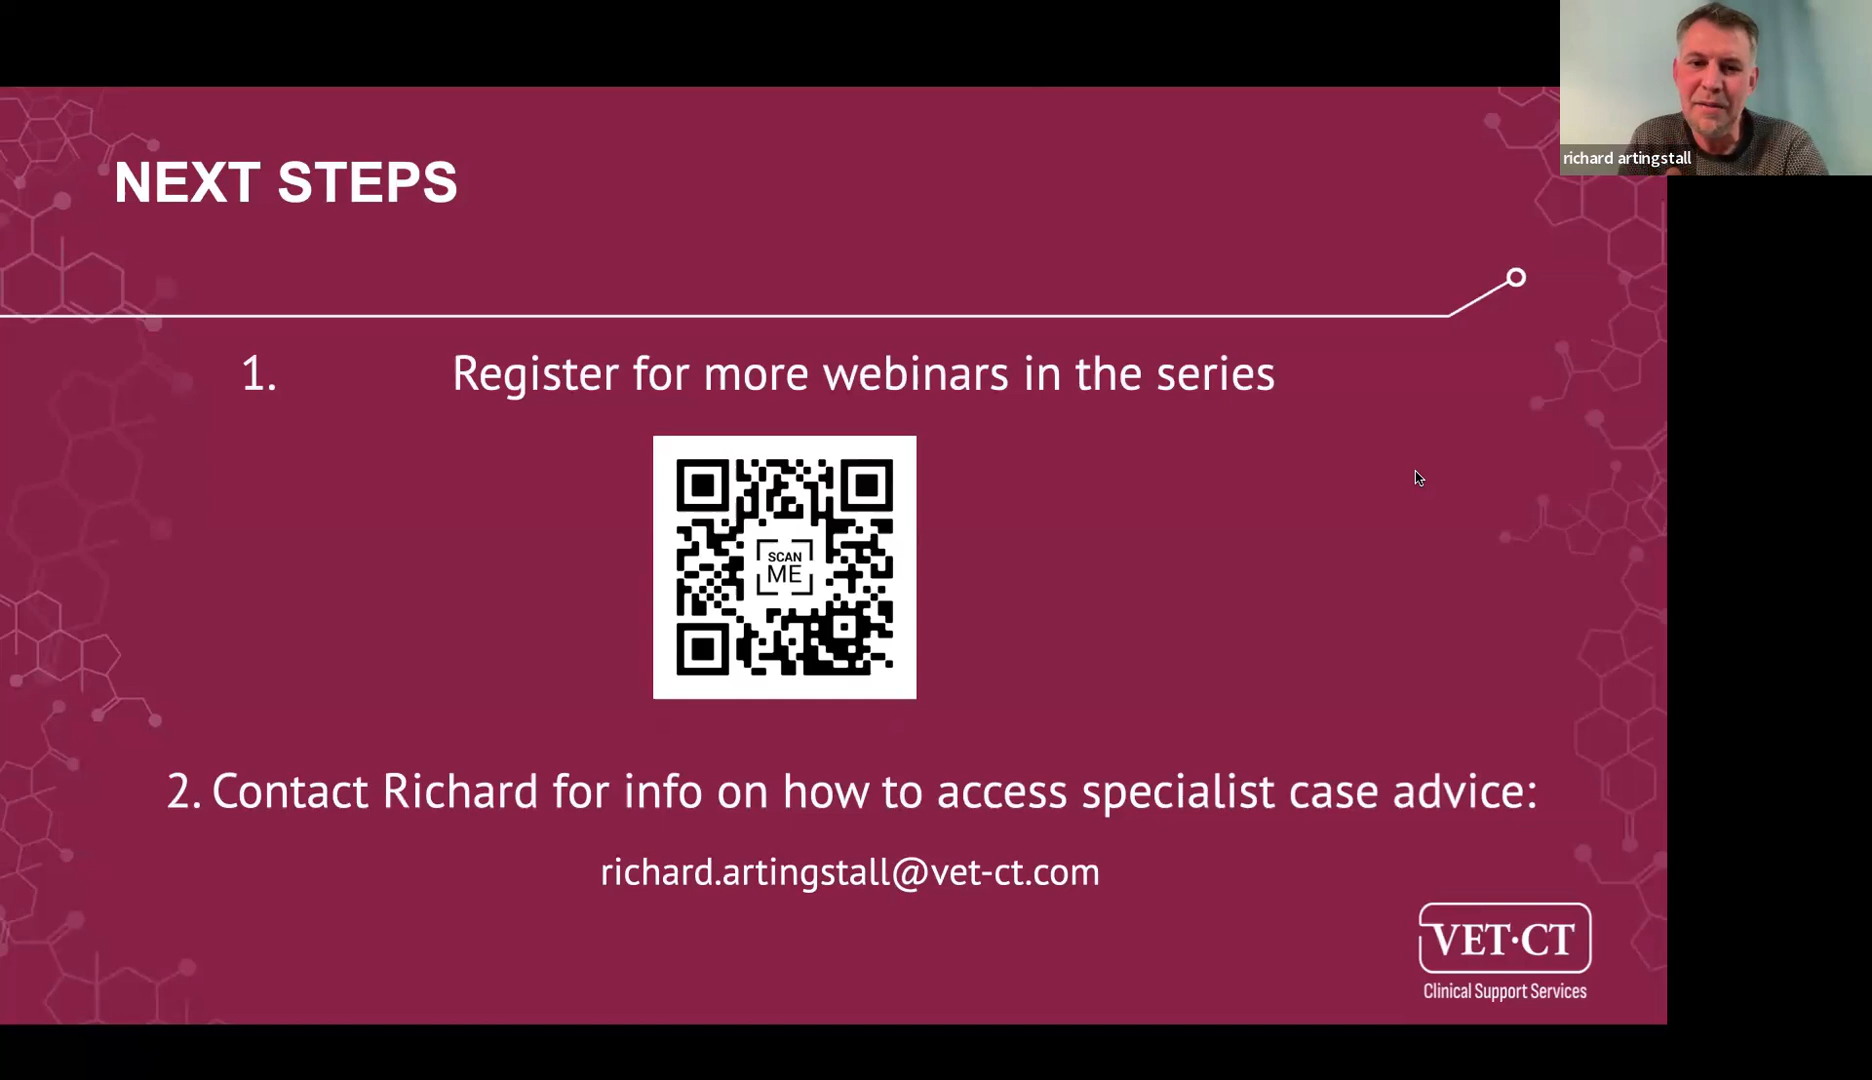 richard artingstall
NEXT STEPS
1. Register for more webinars in the series
SCAN
ME
2. Contact Richard for info on how to access specialist case advice:
richard.artingstall@vet-ct.com
VET·CT
Clinical Support Services